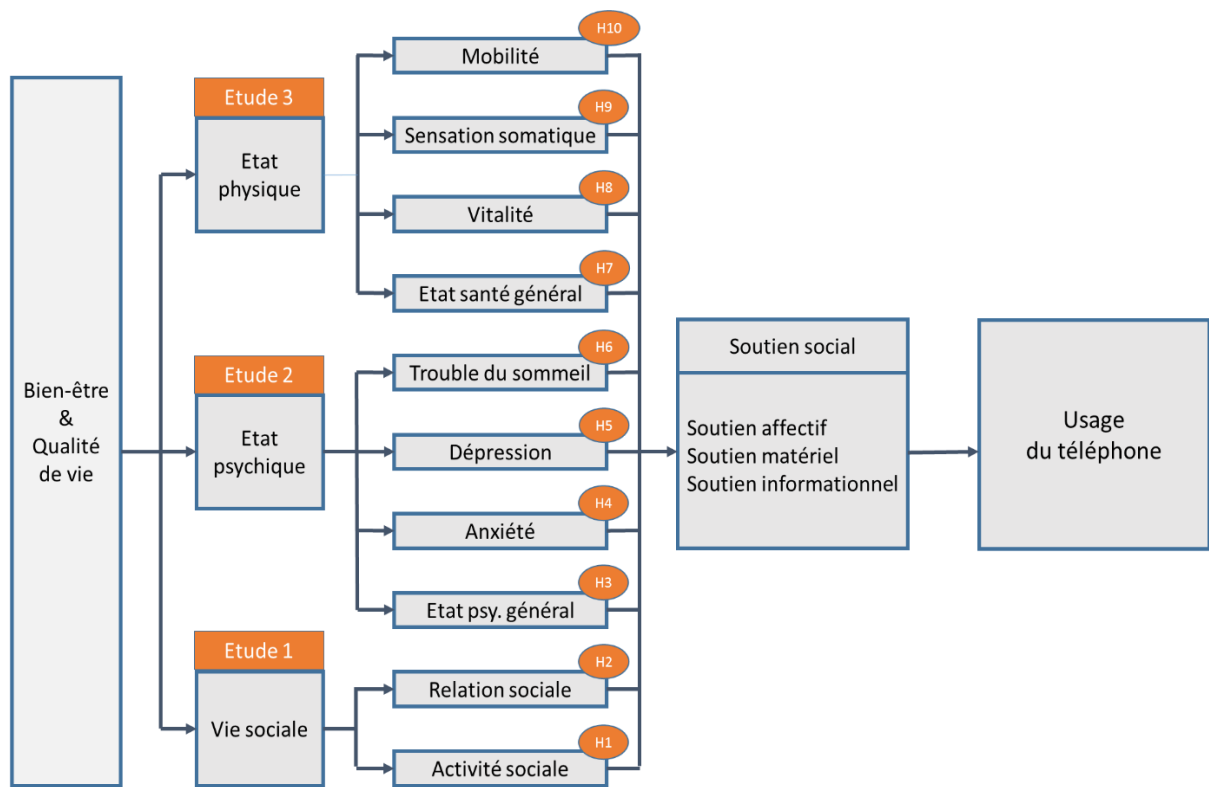 H10
Mobilité
Etude 3
Etat
physique
H9
Sensation somatique
H8
Vitalité
H7
Etat santé général
Bien-être
&
Qualité
de vie
Etude 2
Etat
psychique
H6
Trouble du sommeil
H5
Dépression
H4
Anxiété
H3
Etat psy. général
Etude 1
Vie sociale
H2
Relation sociale
H1
Activité sociale
Soutien social
Soutien affectif
Soutien matériel
Soutien informationnel
Usage
du téléphone